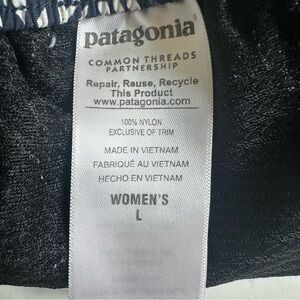 patagonia
COMMON THREADS
PARTNERSHIP
Repair, Reuse, Recycle
This Product
www.patagonia.com
100% NYLON
EXCLUSIVE OF TRIM
MADE IN VIETNAM
FABRIQUÉ AU VIETNAM
HECHO EN VIETNAM
WOMEN'S
L